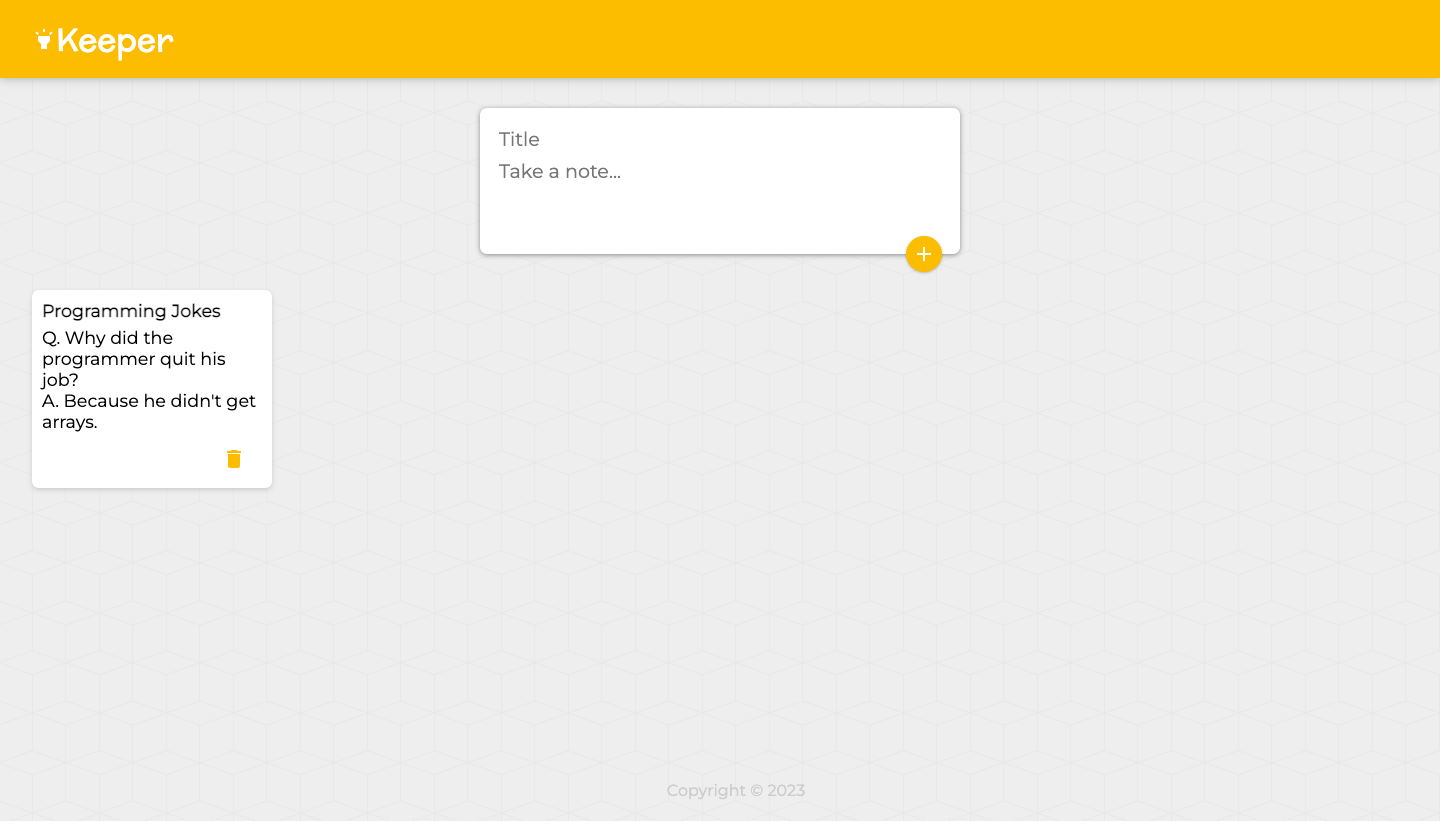 Keeper
Title
Take a note...
Programming Jokes
Q. Why did the
programmer quit his
job?
A. Because he didn't get
arrays.
Copyright © 2023